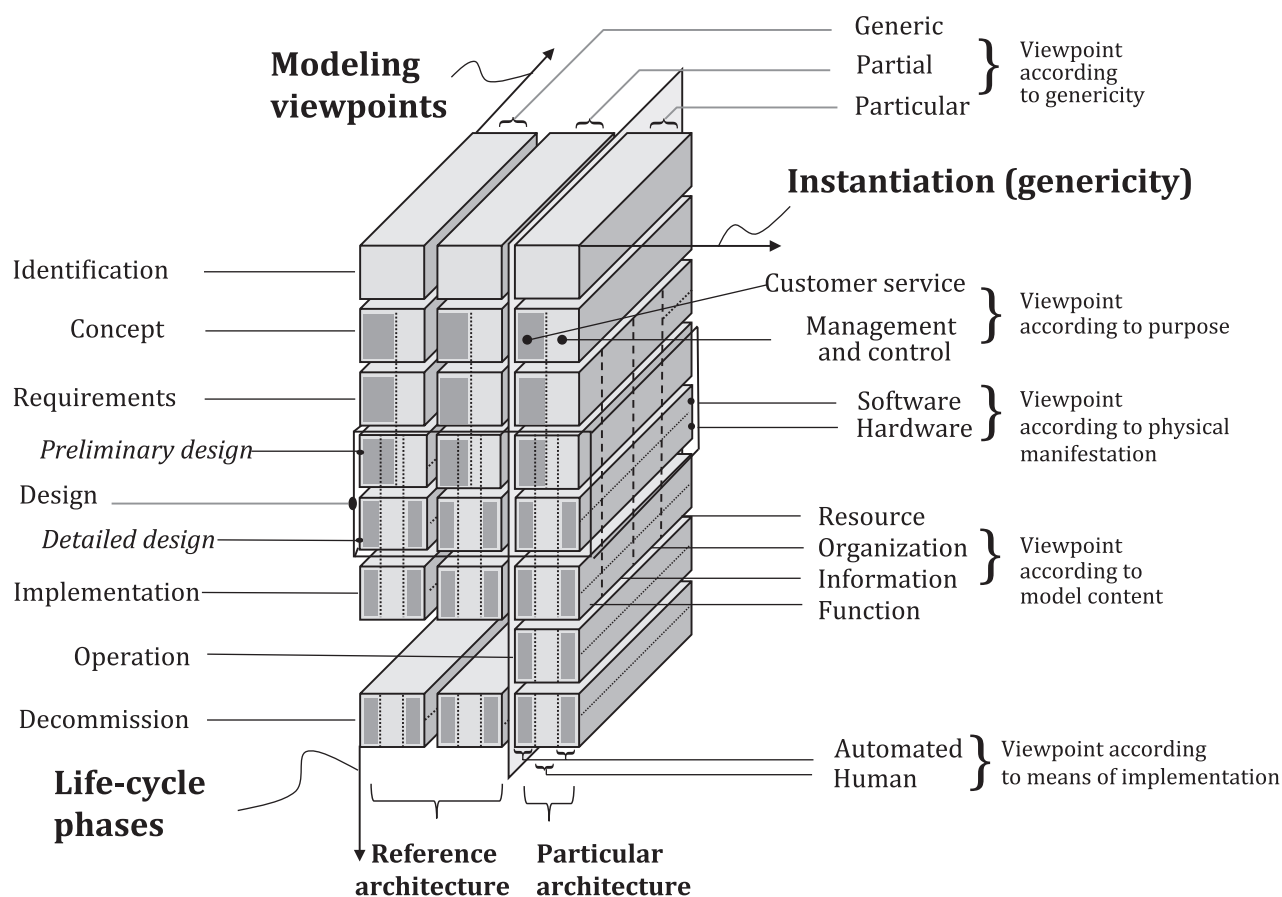 Modeling
viewpoints
Generic
Partial
Particular
Viewpoint
according
to genericity
Instantiation (genericity)
Identification
Concept
Requirements
Preliminary design
Design
Detailed design
Implementation
Operation
Decommission
Customer service
Management
and control
Viewpoint
according to purpose
Software
Hardware
Viewpoint
according to physical
manifestation
Resource
Organization
Information
Function
Viewpoint
according to
model content
Automated
Human
Viewpoint according
to means of implementation
Life-cycle
phases
Reference
architecture
Particular
architecture